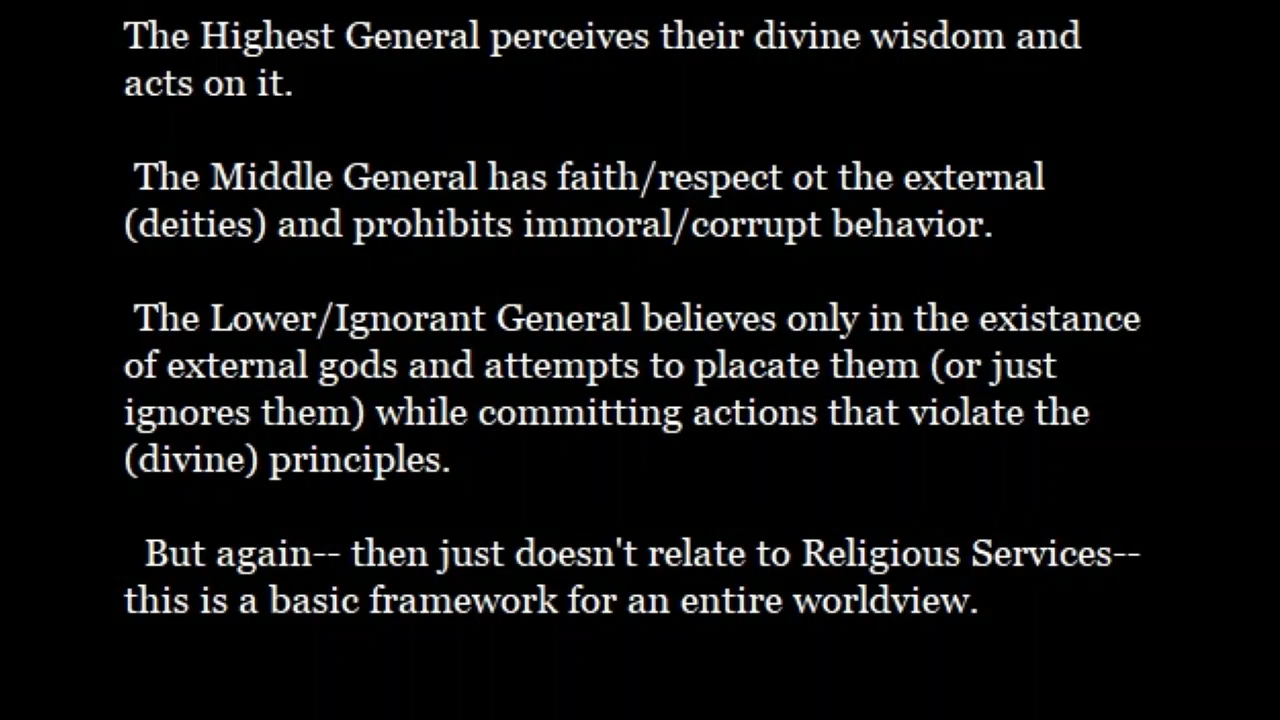 The Highest General perceives their divine wisdom and
acts on it.
The Middle General has faith/respect ot the external
(deities) and prohibits immoral/corrupt behavior.
The Lower/Ignorant General believes only in the existance
of external gods and attempts to placate them (or just
ignores them) while committing actions that violate the
(divine) principles.
But again-- then just doesn't relate to Religious Services--
this is a basic framework for an entire worldview.